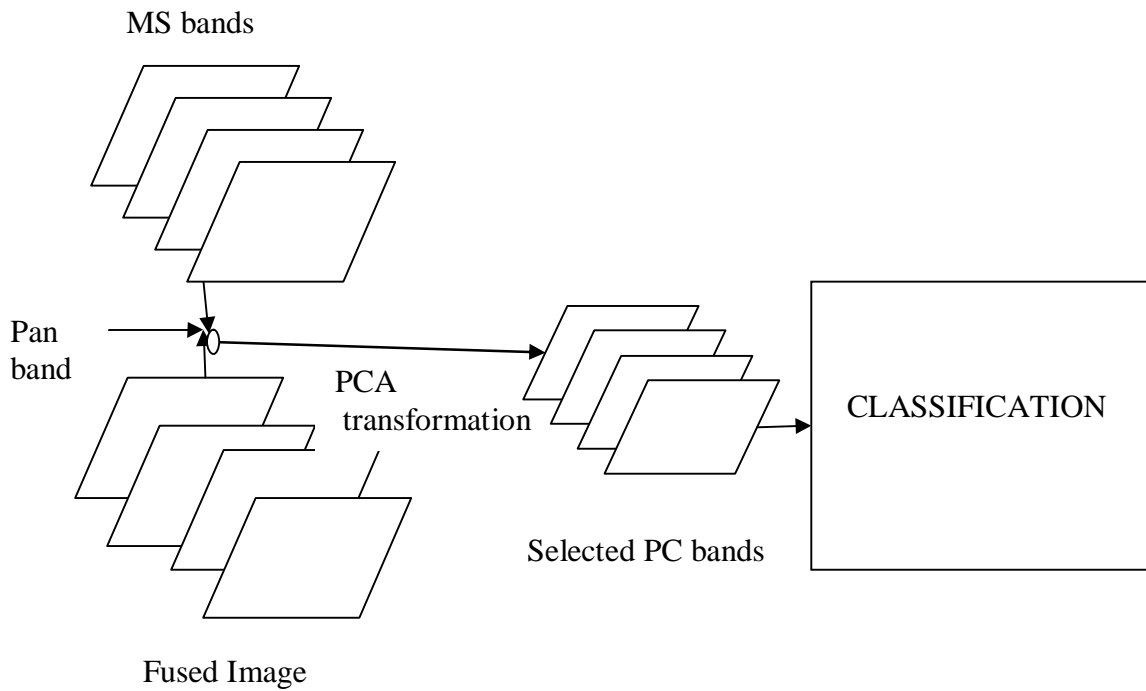 MS bands
Pan
band
PCA
transformation
CLASSIFICATION
Selected PC bands
Fused Image